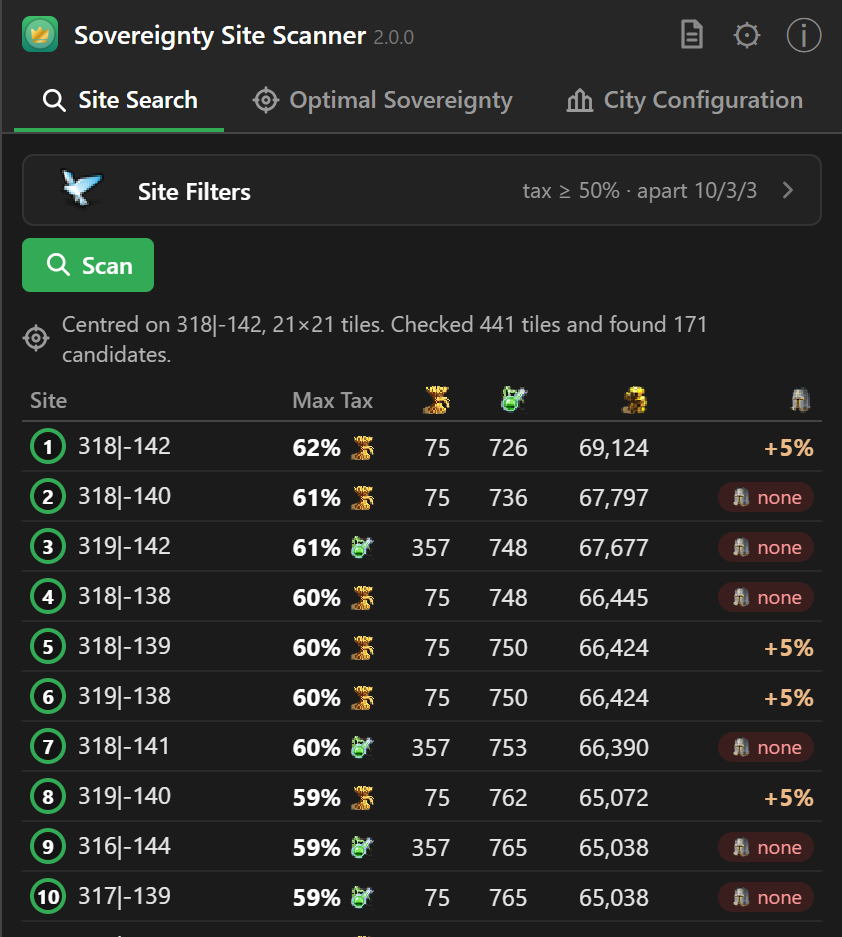 Sovereignty Site Scanner 2.0.0
Site Search Optimal Sovereignty City Configuration
Site Filters tax ≥ 50% · apart 10/3/3
Scan
Centred on 318|-142, 21×21 tiles. Checked 441 tiles and found 171
candidates.
Site Max Tax
1 318|-142 62% 75 726 69,124 +5%
2 318|-140 61% 75 736 67,797 none
3 319|-142 61% 357 748 67,677 none
4 318|-138 60% 75 748 66,445 none
5 318|-139 60% 75 750 66,424 +5%
6 319|-138 60% 75 750 66,424 +5%
7 318|-141 60% 357 753 66,390 none
8 319|-140 59% 75 762 65,072 +5%
9 316|-144 59% 357 765 65,038 none
10 317|-139 59% 75 765 65,038 none